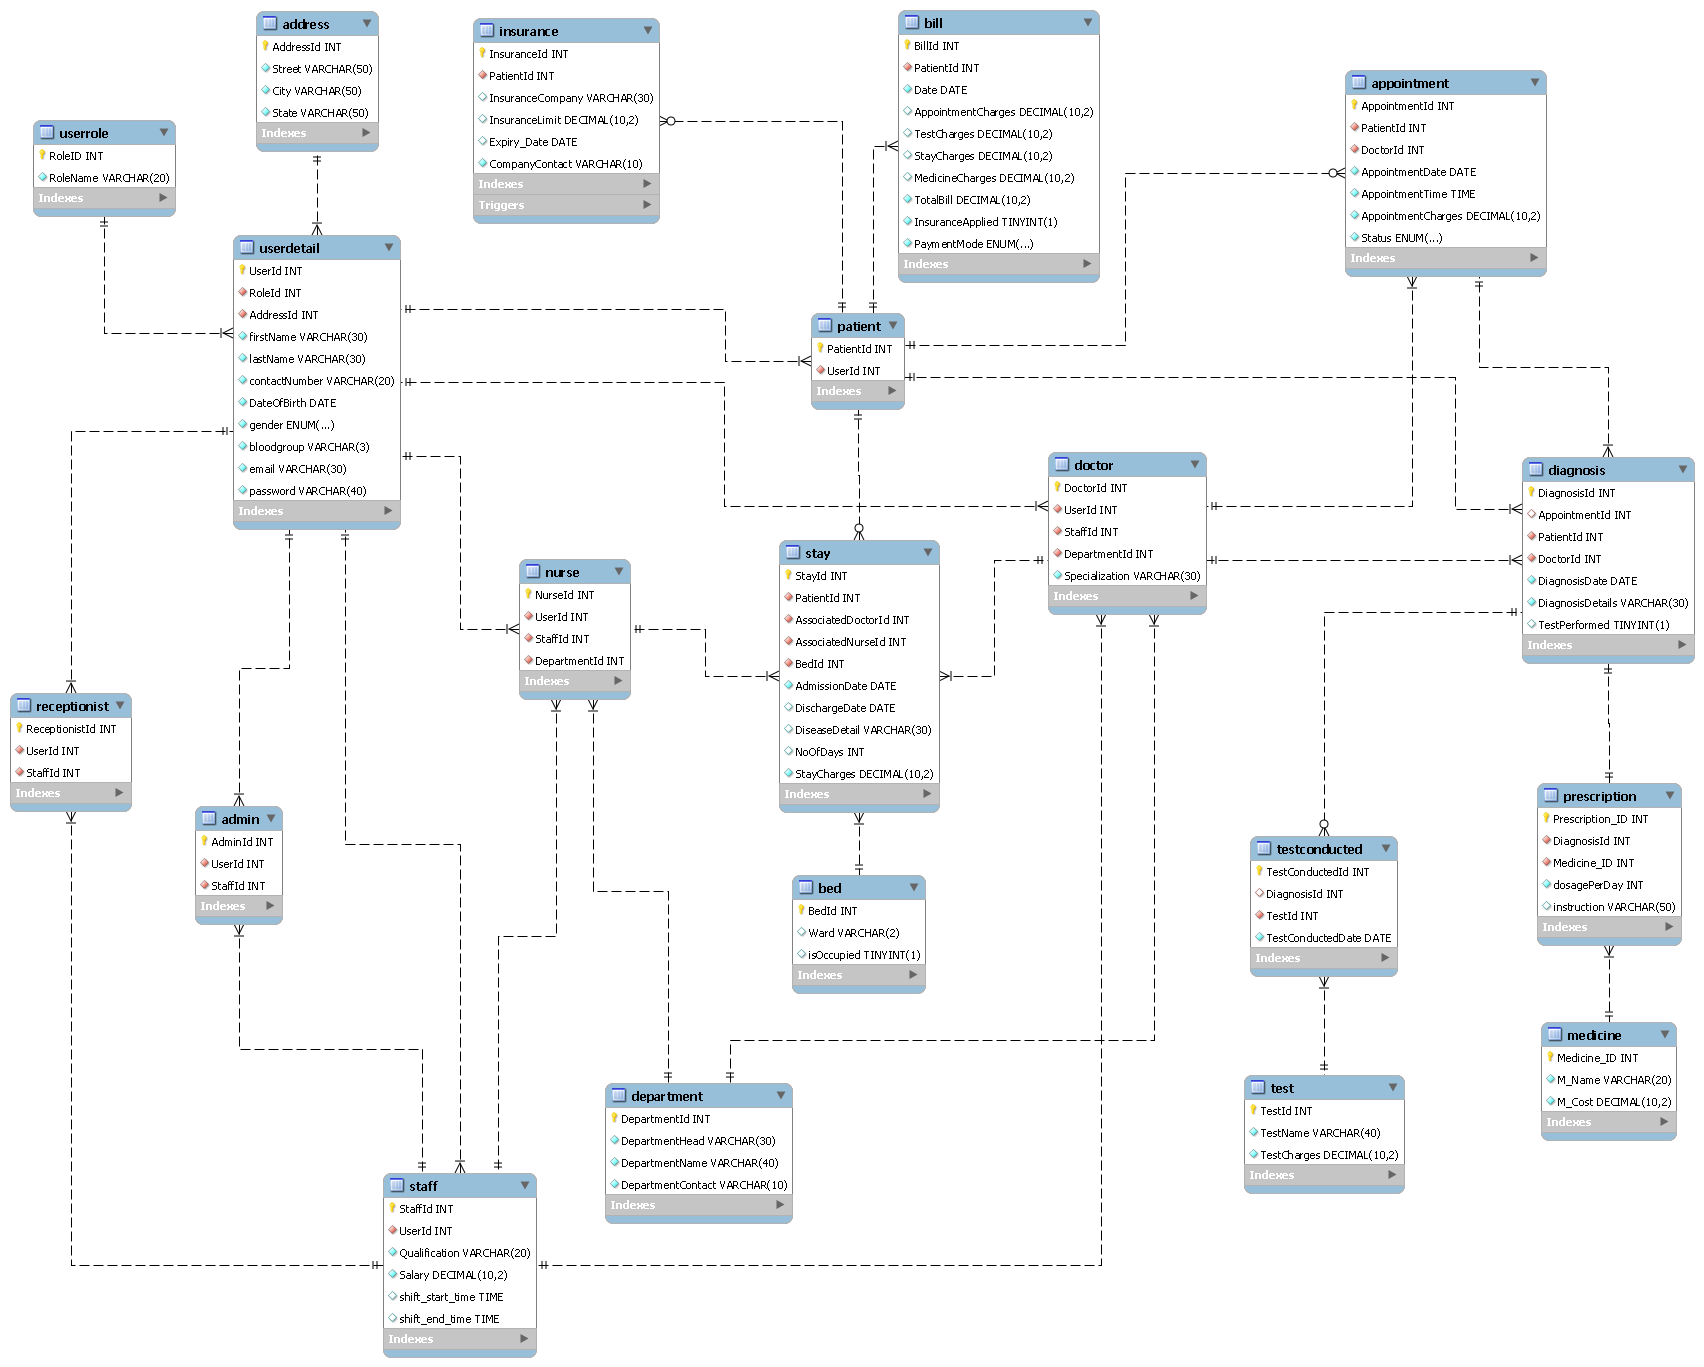 address
AddressId INT
Street VARCHAR(50)
City VARCHAR(50)
State VARCHAR(50)
Indexes
insurance
InsuranceId INT
PatientId INT
InsuranceCompany VARCHAR(30)
InsuranceLimit DECIMAL(10,2)
Expiry_Date DATE
CompanyContact VARCHAR(10)
Indexes
Triggers
bill
BillId INT
PatientId INT
Date DATE
AppointmentCharges DECIMAL(10,2)
TestCharges DECIMAL(10,2)
StayCharges DECIMAL(10,2)
MedicineCharges DECIMAL(10,2)
TotalBill DECIMAL(10,2)
InsuranceApplied TINYINT(1)
PaymentMode ENUM(...)
Indexes
appointment
AppointmentId INT
PatientId INT
DoctorId INT
AppointmentDate DATE
AppointmentTime TIME
AppointmentCharges DECIMAL(10,2)
Status ENUM(...)
Indexes
userrole
RoleID INT
RoleName VARCHAR(20)
Indexes
userdetail
UserId INT
RoleId INT
AddressId INT
firstName VARCHAR(30)
lastName VARCHAR(30)
contactNumber VARCHAR(20)
DateOfBirth DATE
gender ENUM(...)
bloodgroup VARCHAR(3)
email VARCHAR(30)
password VARCHAR(40)
Indexes
patient
PatientId INT
UserId INT
Indexes
doctor
DoctorId INT
UserId INT
StaffId INT
DepartmentId INT
Specialization VARCHAR(30)
Indexes
diagnosis
DiagnosisId INT
AppointmentId INT
PatientId INT
DoctorId INT
DiagnosisDate DATE
DiagnosisDetails VARCHAR(30)
TestPerformed TINYINT(1)
Indexes
nurse
NurseId INT
UserId INT
StaffId INT
DepartmentId INT
Indexes
stay
StayId INT
PatientId INT
AssociatedDoctorId INT
AssociatedNurseId INT
BedId INT
AdmissionDate DATE
DischargeDate DATE
DiseaseDetail VARCHAR(30)
NoOfDays INT
StayCharges DECIMAL(10,2)
Indexes
receptionist
ReceptionistId INT
UserId INT
StaffId INT
Indexes
admin
AdminId INT
UserId INT
StaffId INT
Indexes
bed
BedId INT
Ward VARCHAR(2)
isOccupied TINYINT(1)
Indexes
testconducted
TestConductedId INT
DiagnosisId INT
TestId INT
TestConductedDate DATE
Indexes
prescription
Prescription_ID INT
DiagnosisId INT
Medicine_ID INT
dosagePerDay INT
instruction VARCHAR(50)
Indexes
medicine
Medicine_ID INT
M_Name VARCHAR(20)
M_Cost DECIMAL(10,2)
Indexes
department
DepartmentId INT
DepartmentHead VARCHAR(30)
DepartmentName VARCHAR(40)
DepartmentContact VARCHAR(10)
Indexes
test
TestId INT
TestName VARCHAR(40)
TestCharges DECIMAL(10,2)
Indexes
staff
StaffId INT
UserId INT
Qualification VARCHAR(20)
Salary DECIMAL(10,2)
shift_start_time TIME
shift_end_time TIME
Indexes